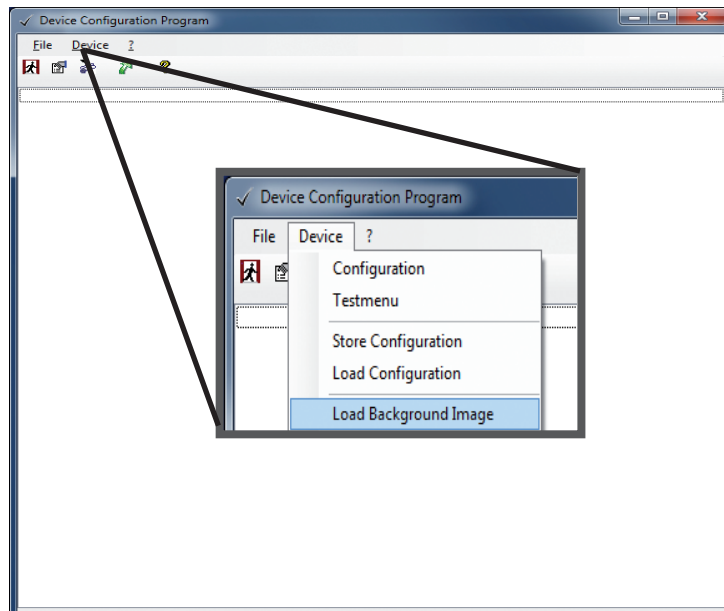 Device Configuration Program
File Device ?
Device Configuration Program
File Device ?
Configuration
Testmenu
Store Configuration
Load Configuration
Load Background Image